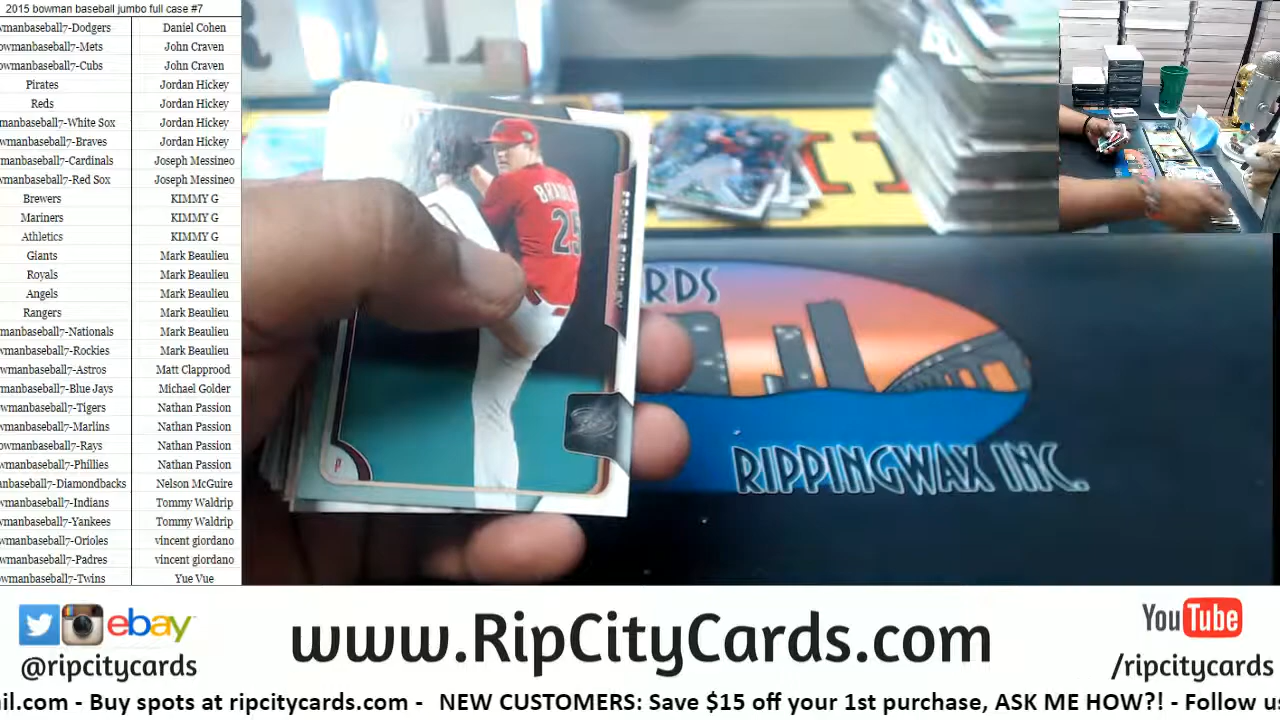 2015 bowman baseball jumbo full case #7
wmanbaseball7-Dodgers Daniel Cohen
owmanbaseball7-Mets John Craven
owmanbaseball7-Cubs John Craven
Pirates Jordan Hickey
Reds Jordan Hickey
manbaseball7-White Sox Jordan Hickey
wmanbaseball7-Braves Jordan Hickey
manbaseball7-Cardinals Joseph Messineo
manbaseball7-Red Sox Joseph Messineo
Brewers KIMMY G
Mariners KIMMY G
Athletics KIMMY G
Giants Mark Beaulieu
Royals Mark Beaulieu
Angels Mark Beaulieu
Rangers Mark Beaulieu
manbaseball7-Nationals Mark Beaulieu
wmanbaseball7-Rockies Mark Beaulieu
wmanbaseball7-Astros Matt Clapprood
manbaseball7-Blue Jays Michael Golder
wmanbaseball7-Tigers Nathan Passion
wmanbaseball7-Marlins Nathan Passion
owmanbaseball7-Rays Nathan Passion
wmanbaseball7-Phillies Nathan Passion
anbaseball7-Diamondbacks Nelson McGuire
wmanbaseball7-Indians Tommy Waldrip
wmanbaseball7-Yankees Tommy Waldrip
wmanbaseball7-Orioles vincent giordano
wmanbaseball7-Padres vincent giordano
wmanbaseball7-Twins Yue Vue
BRADLE
25
P
RDS
RIPPINGWAX INC.
ebay
@ripcitycards
www.RipCityCards.com
YouTube
/ripcitycards
ail.com - Buy spots at ripcitycards.com - NEW CUSTOMERS: Save $15 off your 1st purchase, ASK ME HOW?! - Follow us